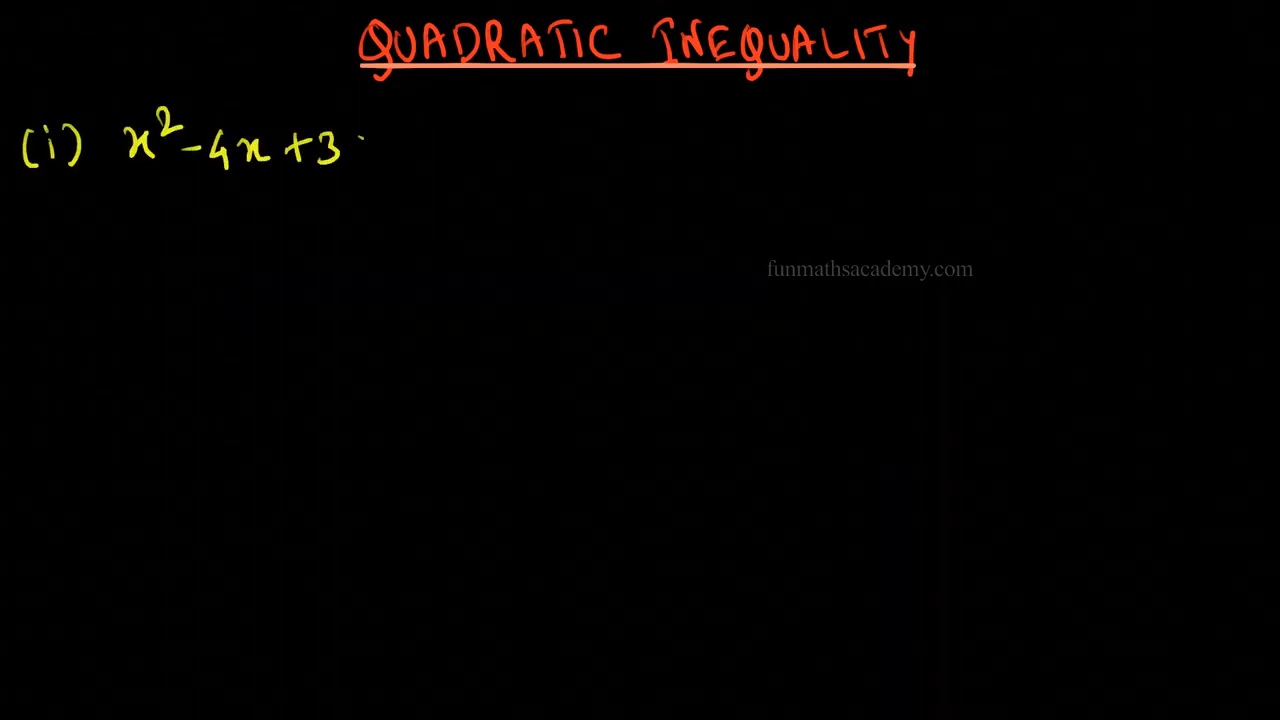 QUADRATIC INEQUALITY
(i) x² - 4x + 3
funmathsacademy.com